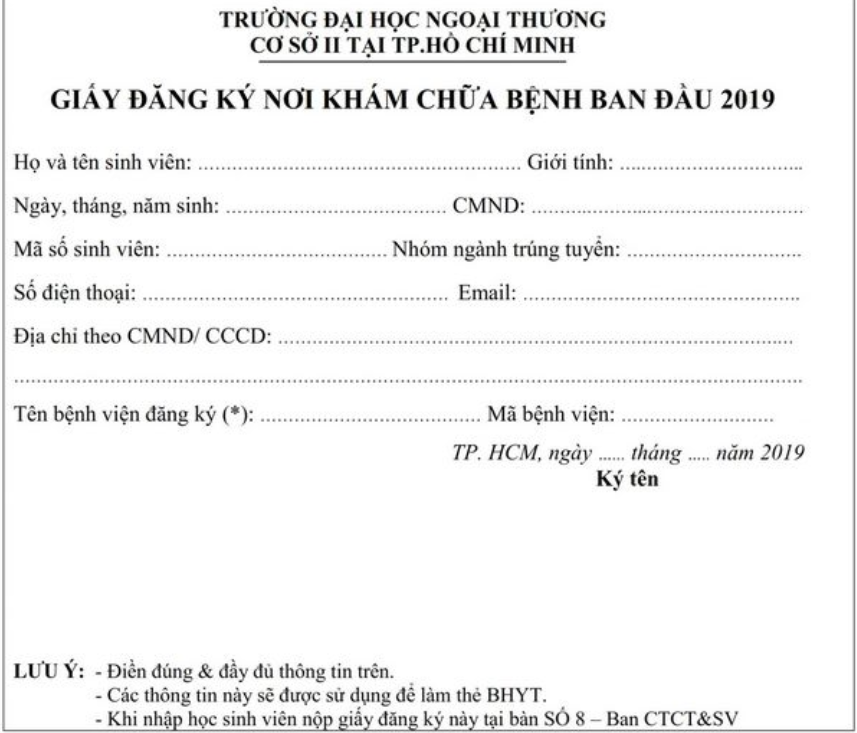 TRƯỜNG ĐẠI HỌC NGOẠI THƯƠNG
CƠ SỞ II TẠI TP.HỒ CHÍ MINH
GIẤY ĐĂNG KÝ NƠI KHÁM CHỮA BỆNH BAN ĐẦU 2019
Họ và tên sinh viên: ........................................................ Giới tính: ................................
Ngày, tháng, năm sinh: ...................................... CMND: ...............................................
Mã số sinh viên: ...................................... Nhóm ngành trúng tuyển: ..............................
Số điện thoại: ..................................................... Email: ................................................
Địa chỉ theo CMND/ CCCD: .........................................................................................
.........................................................................................................................................
Tên bệnh viện đăng ký (*): ...................................... Mã bệnh viện: ..........................
TP. HCM, ngày ...... tháng ..... năm 2019
Ký tên
LƯU Ý: - Điền đúng & đầy đủ thông tin trên.
- Các thông tin này sẽ được sử dụng để làm thẻ BHYT.
- Khi nhập học sinh viên nộp giấy đăng ký này tại bàn SỐ 8 – Ban CTCT&SV